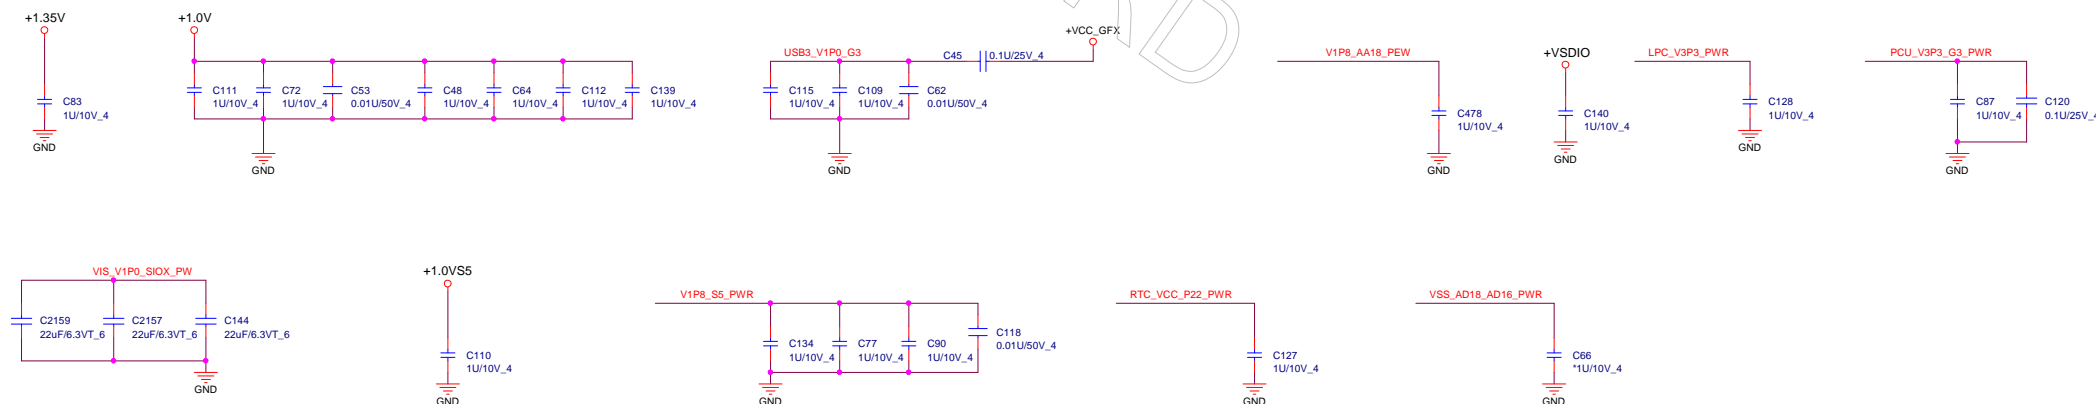 +1.35V
C83
1U/10V_4
GND
+1.0V
C111
1U/10V_4
C72
1U/10V_4
C53
0.01U/50V_4
C48
1U/10V_4
C64
1U/10V_4
C112
1U/10V_4
C139
1U/10V_4
GND
USB3_V1P0_G3
C45
0.1U/25V_4
+VCC_GFX
C115
1U/10V_4
C109
1U/10V_4
C62
0.01U/50V_4
GND
V1P8_AA18_PEW
C478
1U/10V_4
GND
+VSDIO
C140
1U/10V_4
GND
LPC_V3P3_PWR
C128
1U/10V_4
GND
PCU_V3P3_G3_PWR
C87
1U/10V_4
C120
0.1U/25V_4
GND
VIS_V1P0_SIOX_PW
C2159
22uF/6.3VT_6
C2157
22uF/6.3VT_6
C144
22uF/6.3VT_6
GND
+1.0VS5
C110
1U/10V_4
GND
V1P8_S5_PWR
C134
1U/10V_4
C77
1U/10V_4
C90
1U/10V_4
C118
0.01U/50V_4
GND
RTC_VCC_P22_PWR
C127
1U/10V_4
GND
VSS_AD18_AD16_PWR
C66
*1U/10V_4
GND